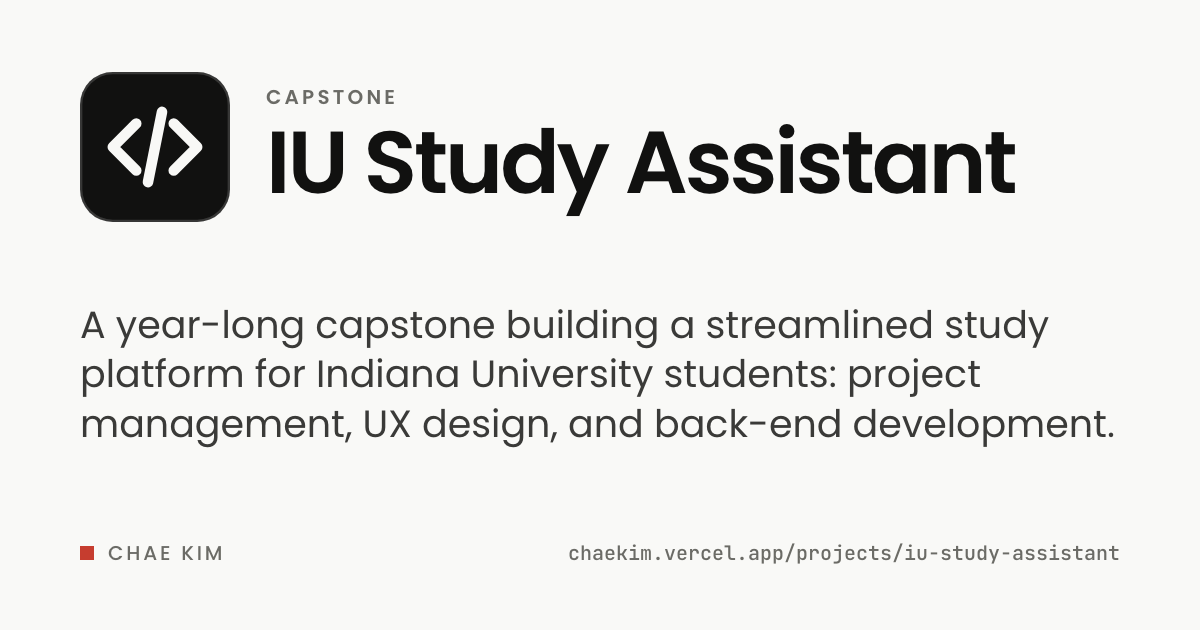 CAPSTONE
IU Study Assistant
A year-long capstone building a streamlined study
platform for Indiana University students: project
management, UX design, and back-end development.
CHAE KIM
chaekim.vercel.app/projects/iu-study-assistant